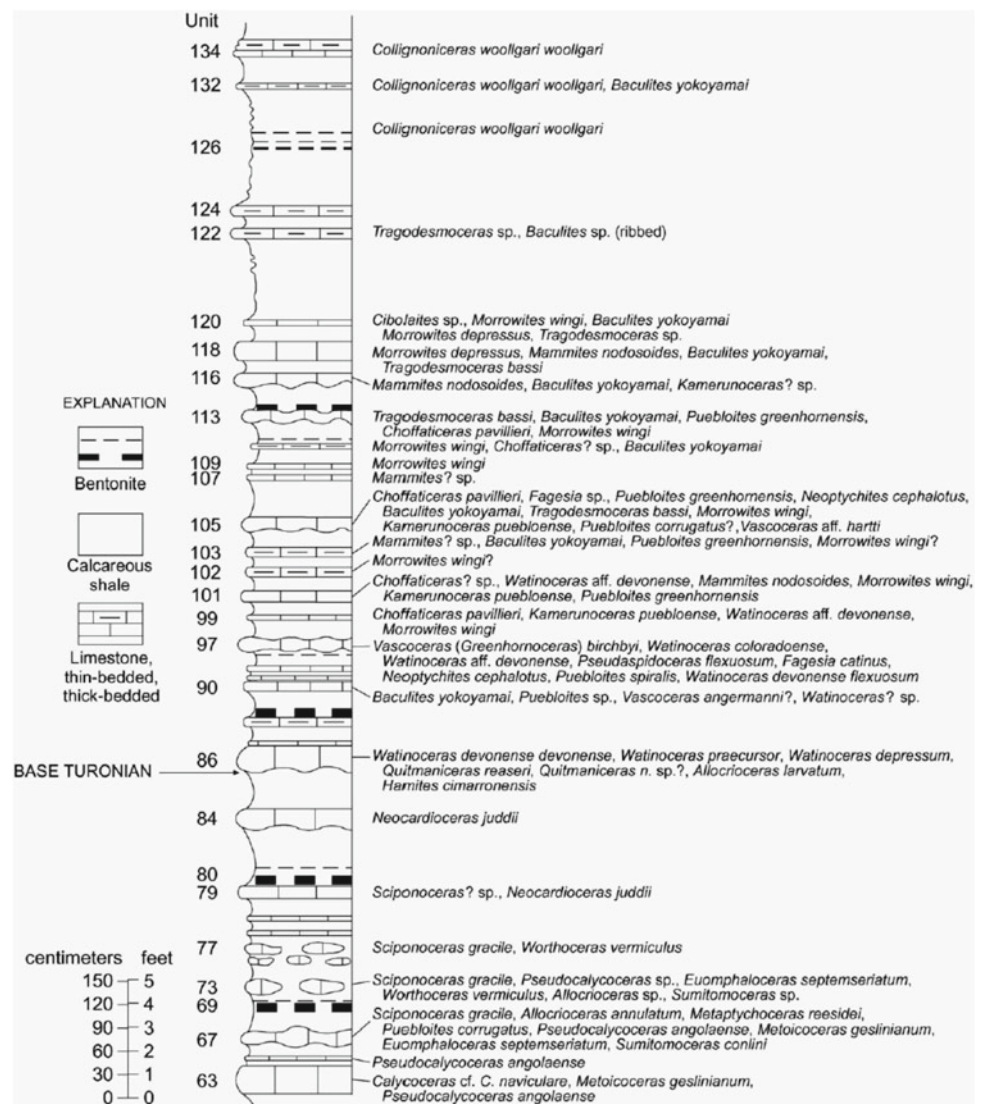 Unit
134 Collignoniceras woollgari woollgari
132 Collignoniceras woollgari woollgari, Baculites yokoyamai
Collignoniceras woollgari woollgari
126
124
122 Tragodesmoceras sp., Baculites sp. (ribbed)
120 Cibolaites sp., Morrowites wingi, Baculites yokoyamai
Morrowites depressus, Tragodesmoceras sp.
118 Morrowites depressus, Mammites nodosoides, Baculites yokoyamai,
Tragodesmoceras bassi
116 Mammites nodosoides, Baculites yokoyamai, Kamerunoceras? sp.
EXPLANATION
Bentonite
Calcareous
shale
Limestone,
thin-bedded,
thick-bedded
113 Tragodesmoceras bassi, Baculites yokoyamai, Puebloites greenhornensis,
Choffaticeras pavillieri, Morrowites wingi
Morrowites wingi, Choffaticeras? sp., Baculites yokoyamai
109 Morrowites wingi
107 Mammites? sp.
Choffaticeras pavillieri, Fagesia sp., Puebloites greenhornensis, Neoptychites cephalotus,
105 Baculites yokoyamai, Tragodesmoceras bassi, Morrowites wingi,
Kamerunoceras puebloense, Puebloites corrugatus?, Vascoceras aff. hartti
103 Mammites? sp., Baculites yokoyamai, Puebloites greenhornensis, Morrowites wingi?
102 Morrowites wingi?
101 Choffaticeras? sp., Watinoceras aff. devonense, Mammites nodosoides, Morrowites wingi,
Kamerunoceras puebloense, Puebloites greenhornensis
99 Choffaticeras pavillieri, Kamerunoceras puebloense, Watinoceras aff. devonense,
Morrowites wingi
97 Vascoceras (Greenhornoceras) birchbyi, Watinoceras coloradoense,
Watinoceras aff. devonense, Pseudaspidoceras flexuosum, Fagesia catinus,
Neoptychites cephalotus, Puebloites spiralis, Watinoceras devonense flexuosum
90 Baculites yokoyamai, Puebloites sp., Vascoceras angermanni?, Watinoceras? sp.
86 Watinoceras devonense devonense, Watinoceras praecursor, Watinoceras depressum,
BASE TURONIAN Quitmaniceras reaseri, Quitmaniceras n. sp.?, Allocrioceras larvatum,
Hamites cimarronensis
84 Neocardioceras juddii
80
79 Sciponoceras? sp., Neocardioceras juddii
77 Sciponoceras gracile, Worthoceras vermiculus
73 Sciponoceras gracile, Pseudocalycoceras sp., Euomphaloceras septemseriatum,
Worthoceras vermiculus, Allocrioceras sp., Sumitomoceras sp.
69 Sciponoceras gracile, Allocrioceras annulatum, Metaptychoceras reesidei,
Puebloites corrugatus, Pseudocalycoceras angolaense, Metoicoceras geslinianum,
67 Euomphaloceras septemseriatum, Sumitomoceras conlini
Pseudocalycoceras angolaense
63 Calycoceras cf. C. naviculare, Metoicoceras geslinianum,
Pseudocalycoceras angolaense
centimeters feet
150 5
120 4
90 3
60 2
30 1
0 0